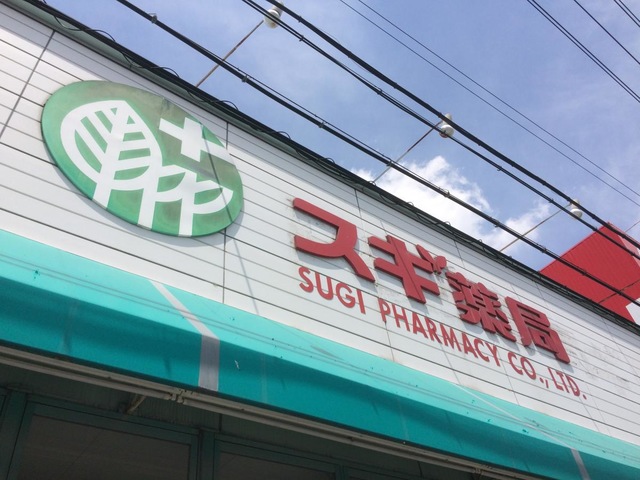 スギ薬局
SUGI PHARMACY CO., LTD.